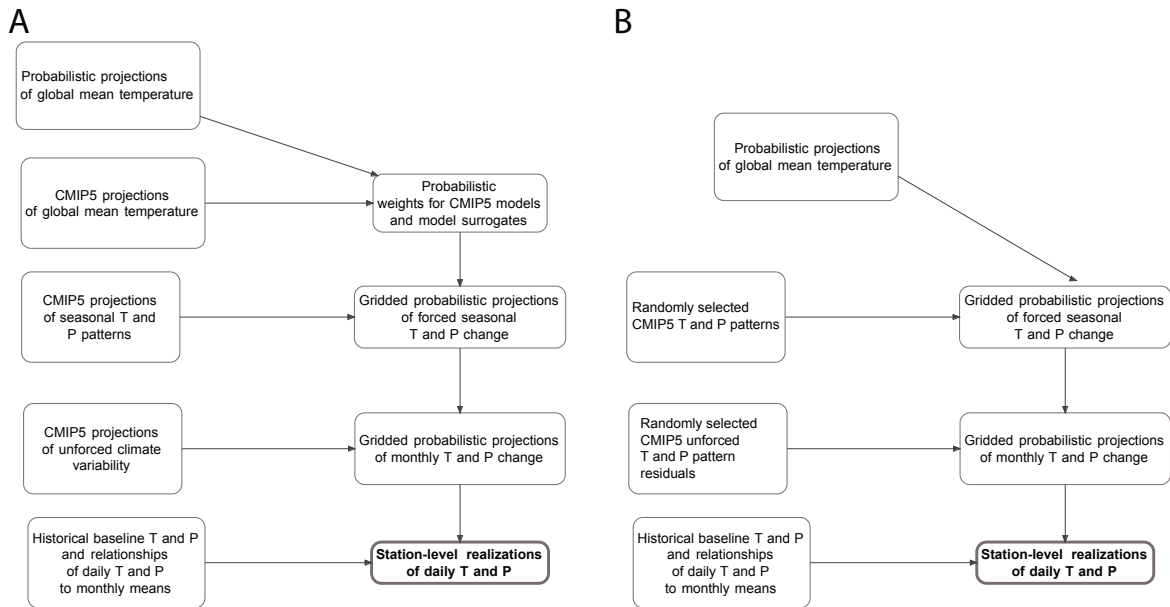 A
Probabilistic projections
of global mean temperature
CMIP5 projections
of global mean temperature
Probabilistic
weights for CMIP5 models
and model surrogates
CMIP5 projections
of seasonal T and
P patterns
Gridded probabilistic projections
of forced seasonal
T and P change
CMIP5 projections
of unforced climate
variability
Gridded probabilistic projections
of monthly T and P change
Historical baseline T and P
and relationships
of daily T and P
to monthly means
Station-level realizations
of daily T and P
B
Probabilistic projections
of global mean temperature
Randomly selected
CMIP5 T and P patterns
Gridded probabilistic projections
of forced seasonal
T and P change
Randomly selected
CMIP5 unforced
T and P pattern
residuals
Gridded probabilistic projections
of monthly T and P change
Historical baseline T and P
and relationships
of daily T and P
to monthly means
Station-level realizations
of daily T and P